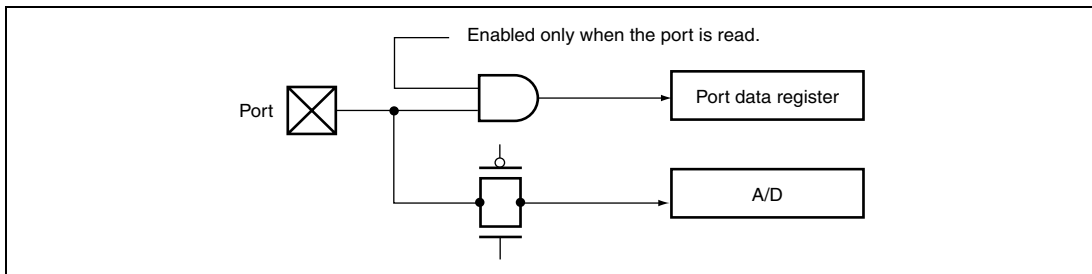 Enabled only when the port is read.
Port data register
Port
A/D